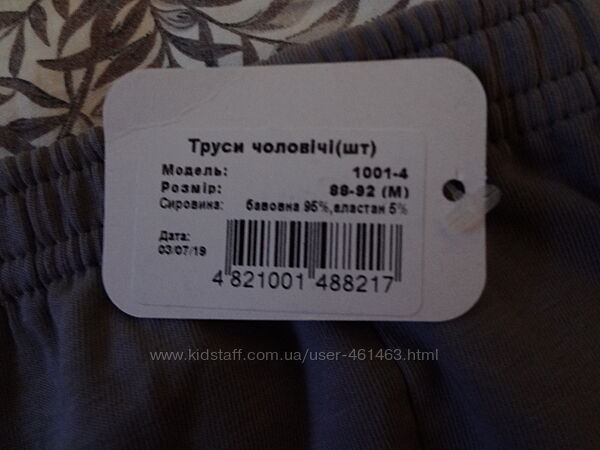 Труси чоловічі(шт)
Модель: 1001-4
Розмір: 88-92 (M)
Сировина: бавовна 95%,еластан 5%
Дата:
03/07/19
4 821001 488217
www.kidstaff.com.ua/user-461463.html